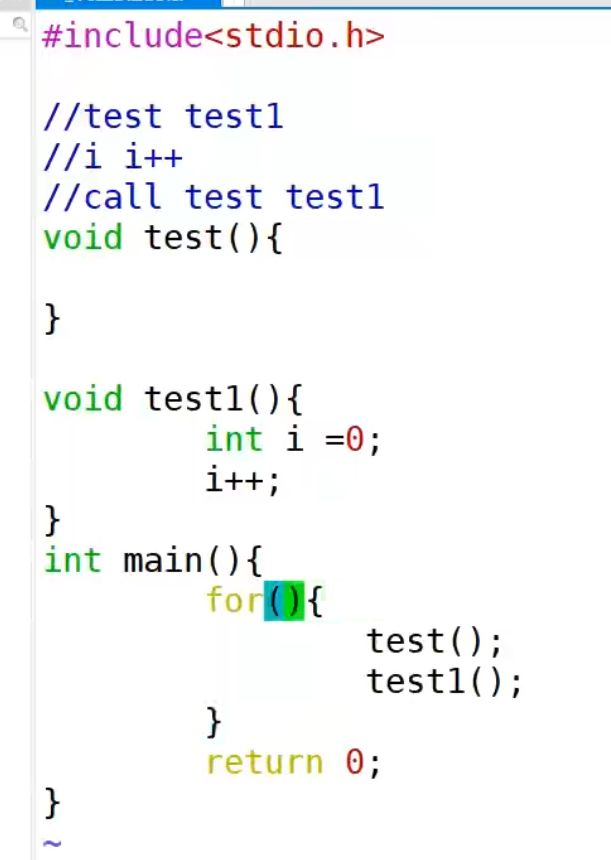 #include<stdio.h>
//test test1
//i i++
//call test test1
void test(){
}
void test1(){
int i =0;
i++;
}
int main(){
for(){
test();
test1();
}
return 0;
}
~